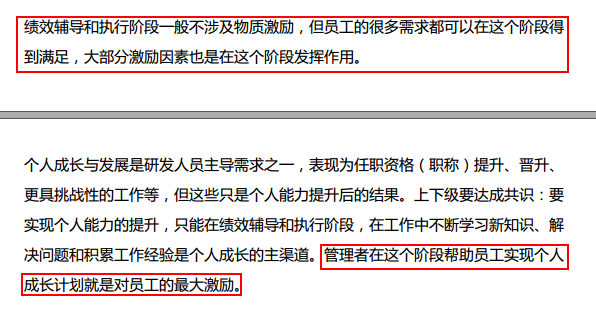 绩效辅导和执行阶段一般不涉及物质激励，但员工的很多需求都可以在这个阶段得
到满足，大部分激励因素也是在这个阶段发挥作用。
个人成长与发展是研发人员主导需求之一，表现为任职资格（职称）提升、晋升、
更具挑战性的工作等，但这些只是个人能力提升后的结果。上下级要达成共识：要
实现个人能力的提升，只能在绩效辅导和执行阶段，在工作中不断学习新知识、解
决问题和积累工作经验是个人成长的主渠道。管理者在这个阶段帮助员工实现个人
成长计划就是对员工的最大激励。